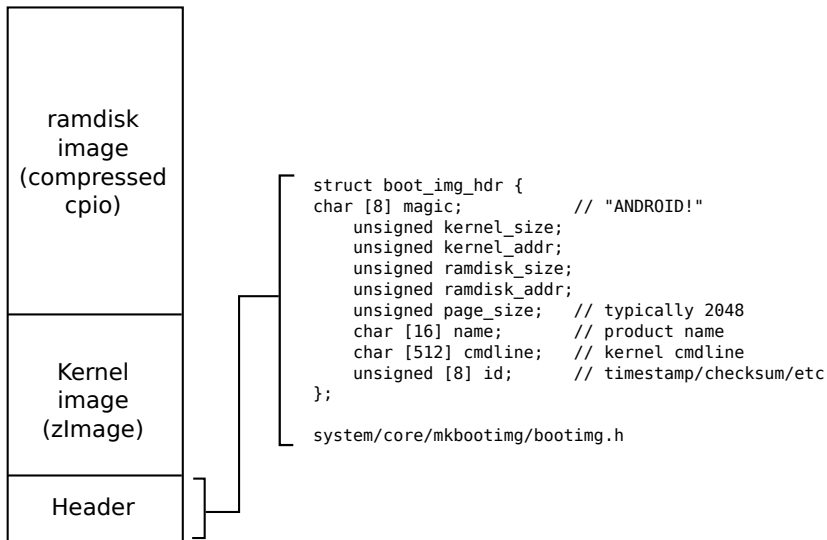 ramdisk
image
(compressed
cpio)
Kernel
image
(zImage)
Header
struct boot_img_hdr {
char [8] magic;           // "ANDROID!"
    unsigned kernel_size;
    unsigned kernel_addr;
    unsigned ramdisk_size;
    unsigned ramdisk_addr;
    unsigned page_size;   // typically 2048
    char [16] name;       // product name
    char [512] cmdline;   // kernel cmdline
    unsigned [8] id;      // timestamp/checksum/etc
};
system/core/mkbootimg/bootimg.h